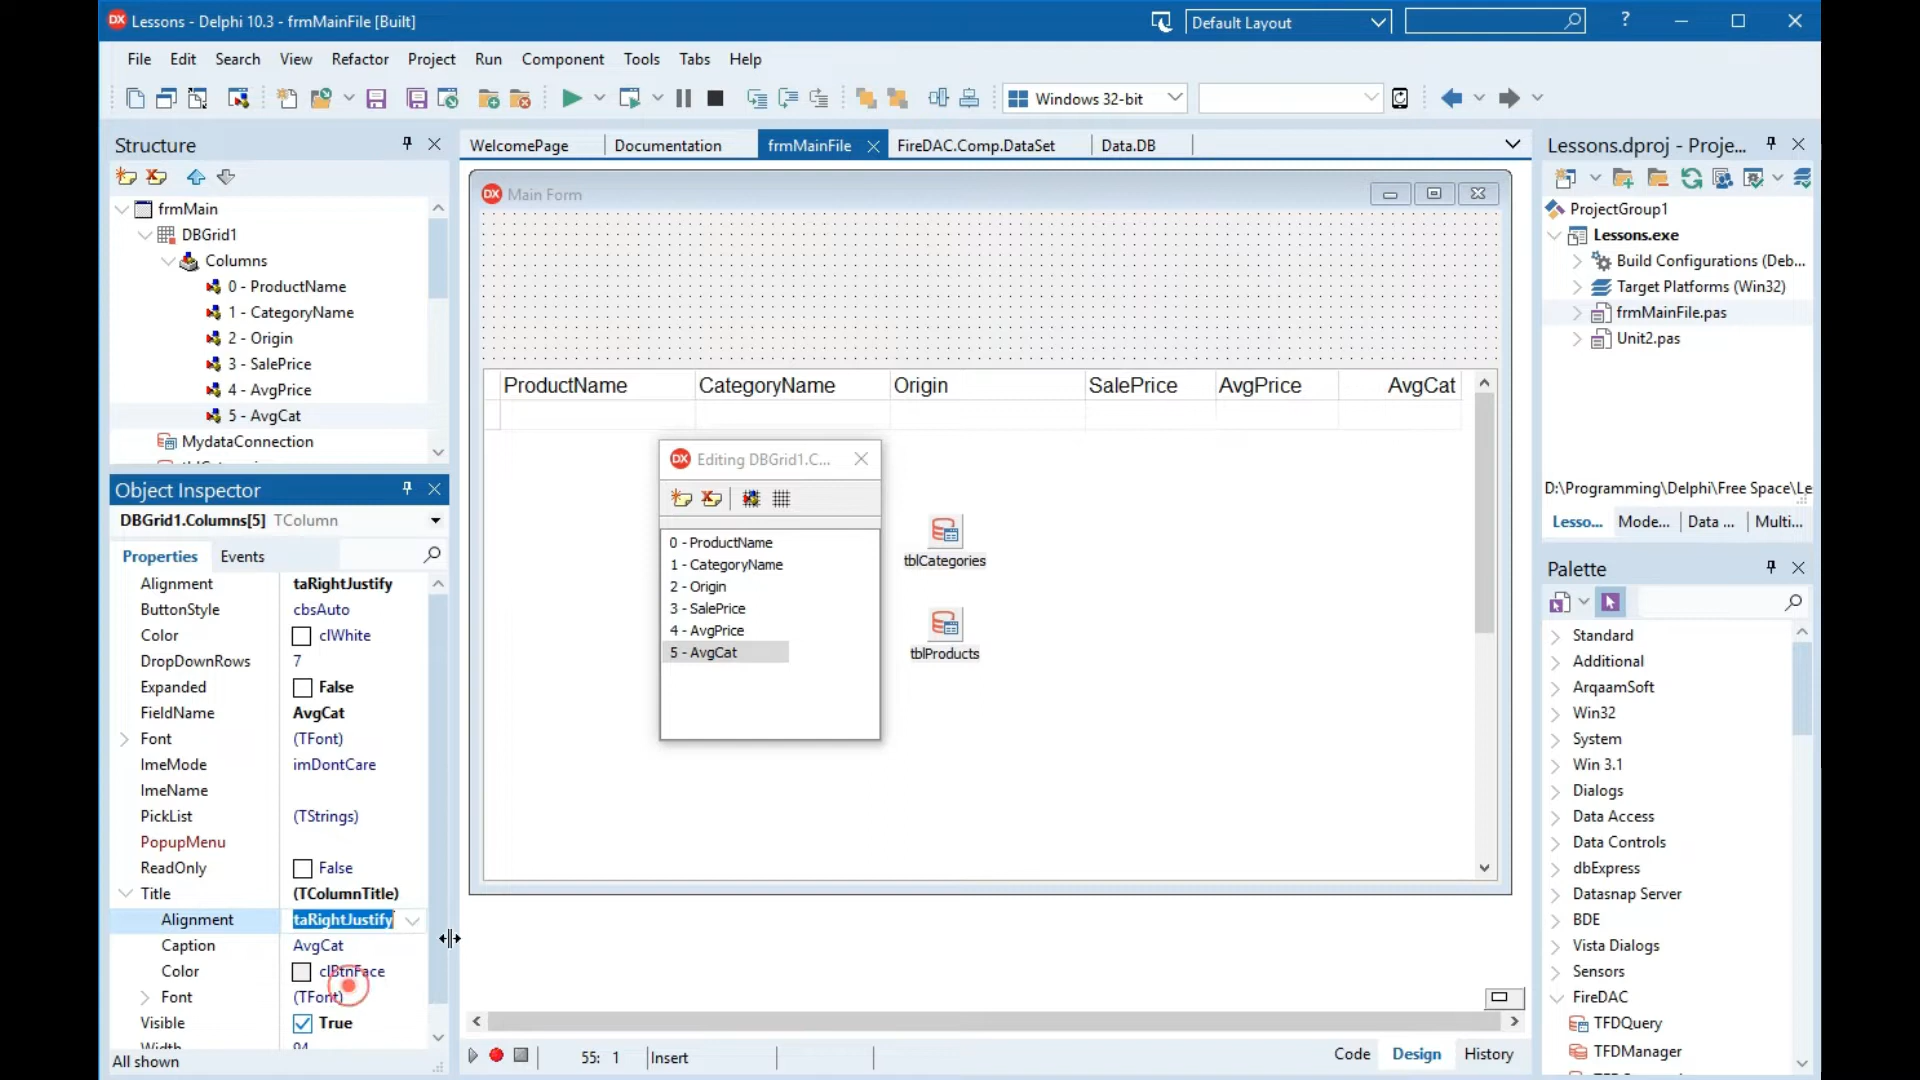 DX Lessons - Delphi 10.3 - frmMainFile [Built]
Default Layout
?
File Edit Search View Refactor Project Run Component Tools Tabs Help
Windows 32-bit
Structure
frmMain
DBGrid1
Columns
0 - ProductName
1 - CategoryName
2 - Origin
3 - SalePrice
4 - AvgPrice
5 - AvgCat
MydataConnection
Object Inspector
DBGrid1.Columns[5] TColumn
Properties Events
Alignment taRightJustify
ButtonStyle cbsAuto
Color clWhite
DropDownRows 7
Expanded False
FieldName AvgCat
Font (TFont)
ImeMode imDontCare
ImeName
PickList (TStrings)
PopupMenu
ReadOnly False
Title (TColumnTitle)
Alignment taRightJustify
Caption AvgCat
Color clBtnFace
Font (TFont)
Visible True
Width 94
All shown
WelcomePage Documentation frmMainFile FireDAC.Comp.DataSet Data.DB
DX Main Form
ProductName CategoryName Origin SalePrice AvgPrice AvgCat
DX Editing DBGrid1.C...
0 - ProductName
1 - CategoryName
2 - Origin
3 - SalePrice
4 - AvgPrice
5 - AvgCat
tblCategories
tblProducts
55: 1 Insert
Code Design History
Lessons.dproj - Proje...
ProjectGroup1
Lessons.exe
Build Configurations (Deb...
Target Platforms (Win32)
frmMainFile.pas
Unit2.pas
D:\Programming\Delphi\Free Space\Le
Lesso... Mode... Data ... Multi...
Palette
Standard
Additional
ArqaamSoft
Win32
System
Win 3.1
Dialogs
Data Access
Data Controls
dbExpress
Datasnap Server
BDE
Vista Dialogs
Sensors
FireDAC
TFDQuery
TFDManager